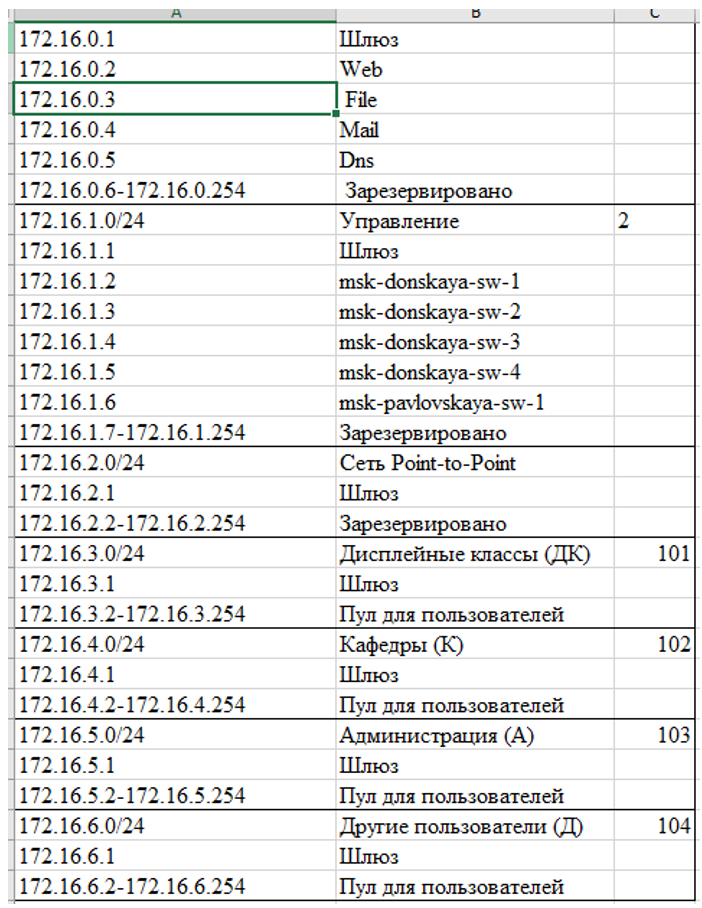 A B C
172.16.0.1 Шлюз
172.16.0.2 Web
172.16.0.3 File
172.16.0.4 Mail
172.16.0.5 Dns
172.16.0.6-172.16.0.254 Зарезервировано
172.16.1.0/24 Управление 2
172.16.1.1 Шлюз
172.16.1.2 msk-donskaya-sw-1
172.16.1.3 msk-donskaya-sw-2
172.16.1.4 msk-donskaya-sw-3
172.16.1.5 msk-donskaya-sw-4
172.16.1.6 msk-pavlovskaya-sw-1
172.16.1.7-172.16.1.254 Зарезервировано
172.16.2.0/24 Сеть Point-to-Point
172.16.2.1 Шлюз
172.16.2.2-172.16.2.254 Зарезервировано
172.16.3.0/24 Дисплейные классы (ДК) 101
172.16.3.1 Шлюз
172.16.3.2-172.16.3.254 Пул для пользователей
172.16.4.0/24 Кафедры (К) 102
172.16.4.1 Шлюз
172.16.4.2-172.16.4.254 Пул для пользователей
172.16.5.0/24 Администрация (А) 103
172.16.5.1 Шлюз
172.16.5.2-172.16.5.254 Пул для пользователей
172.16.6.0/24 Другие пользователи (Д) 104
172.16.6.1 Шлюз
172.16.6.2-172.16.6.254 Пул для пользователей